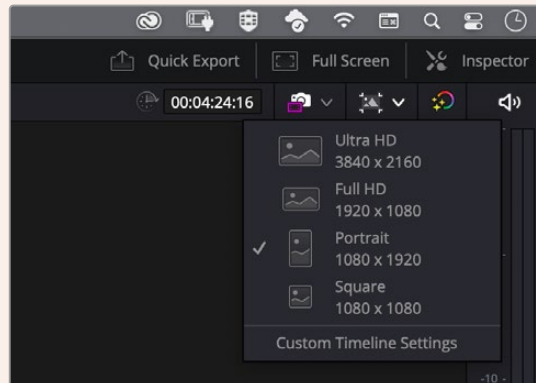 Quick Export
Full Screen
Inspector
00:04:24:16
Ultra HD
3840 x 2160
Full HD
1920 x 1080
Portrait
1080 x 1920
Square
1080 x 1080
Custom Timeline Settings
-10